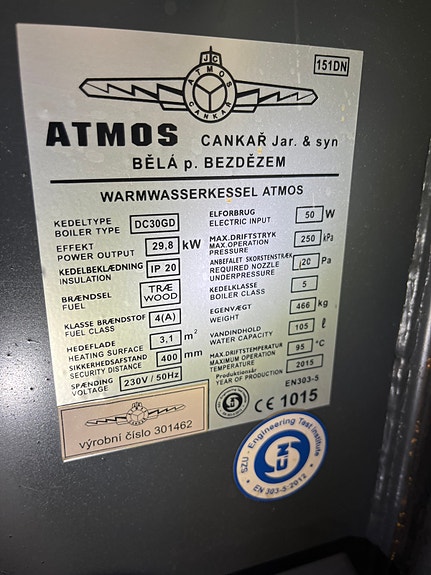 151DN
JC
ATMOS
CANKAŘ
ATMOS CANKAŘ Jar. & syn
BĚLÁ p. BEZDĚZEM
WARMWASSERKESSEL ATMOS
KEDELTYPE
BOILER TYPE DC30GD
EFFEKT
POWER OUTPUT 29,8 kW
KEDELBEKLÆDNING
INSULATION IP 20
BRÆNDSEL
FUEL TRÆ
WOOD
KLASSE BRÆNDSTOF
FUEL CLASS 4(A)
HEDEFLADE
HEATING SURFACE 3,1 m²
SIKKERHEDSAFSTAND
SECURITY DISTANCE 400 mm
SPÆNDING
VOLTAGE 230V / 50Hz
ELFORBRUG
ELECTRIC INPUT 50 W
MAX.DRIFTSTRYK
MAX.OPERATION
PRESSURE 250 kPa
ANBEFALET SKORSTENSTRÆK
REQUIRED NOZZLE
UNDERPRESSURE 20 Pa
KEDELKLASSE
BOILER CLASS 5
EGENVÆGT
WEIGHT 466 kg
VANDINDHOLD
WATER CAPACITY 105 ℓ
MAX.DRIFTSTEMPERATUR
MAXIMUM OPERATION
TEMPERATURE 95 °C
Produktionsår
YEAR OF PRODUCTION 2015
EN303-5
CE 1015
výrobní číslo 301462
SZU - Engineering Test Institute
SZU
EN 303-5:2012